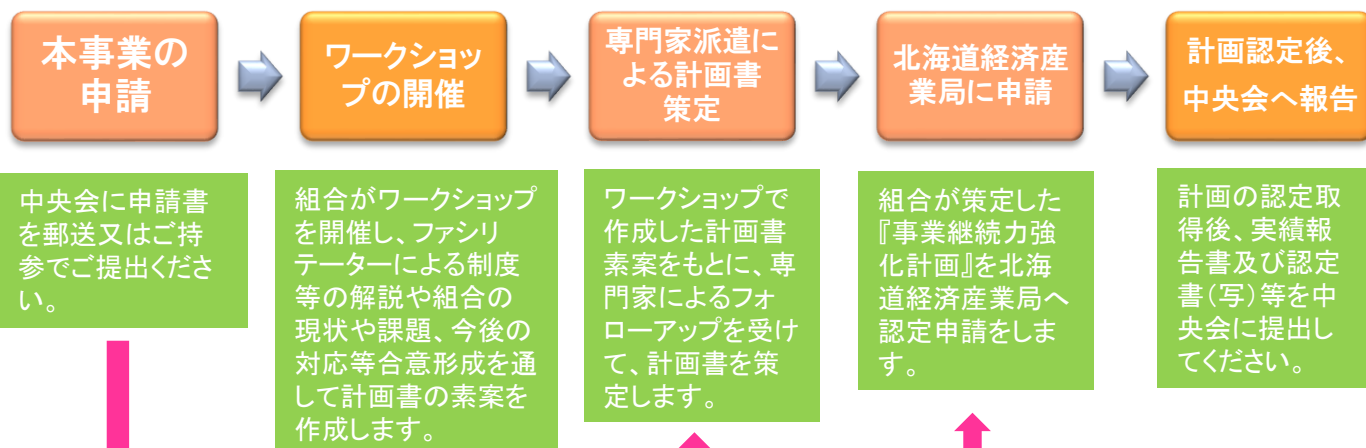 本事業の
申請
ワークショッ
プの開催
専門家派遣に
よる計画書
策定
北海道経済産
業局に申請
計画認定後、
中央会へ報告
中央会に申請書
を郵送又はご持
参でご提出くださ
い。
組合がワークショップ
を開催し、ファシリ
テーターによる制度
等の解説や組合の
現状や課題、今後の
対応等合意形成を通
して計画書の素案を
作成します。
ワークショップで
作成した計画書
素案をもとに、専
門家によるフォ
ローアップを受け
て、計画書を策
定します。
組合が策定した
『事業継続力強
化計画』を北海
道経済産業局へ
認定申請をしま
す。
計画の認定取
得後、実績報
告書及び認定
書(写)等を中
央会に提出し
てください。